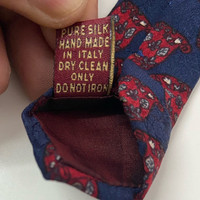 PURE SILK
HAND MADE
IN ITALY
DRY CLEAN
ONLY
DO NOT IRON